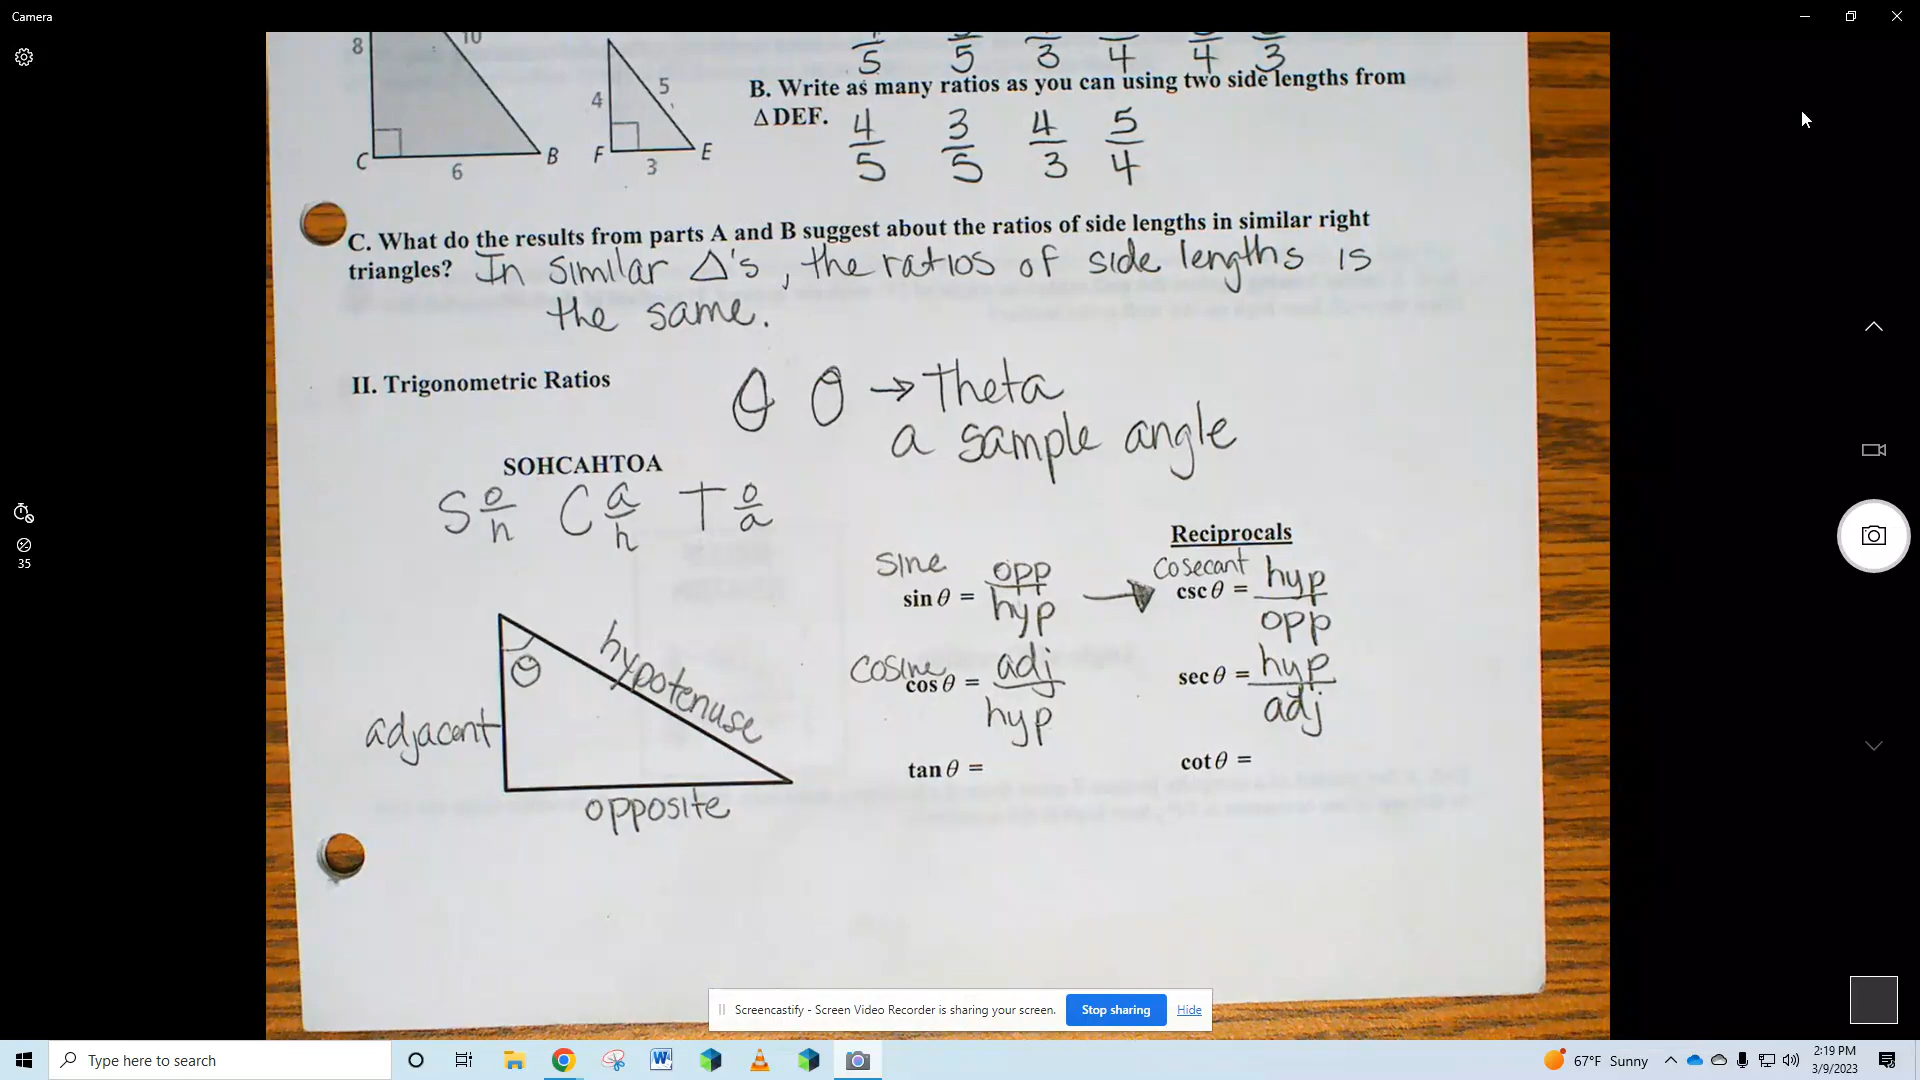 Camera
8
10
C
6
B
4
5
F
3
E
5 5 3 4 4 3
B. Write as many ratios as you can using two side lengths from
△DEF. 4/5 3/5 4/3 5/4
C. What do the results from parts A and B suggest about the ratios of side lengths in similar right
triangles? In similar △'s, the ratios of side lengths is
the same.
II. Trigonometric Ratios
θ θ → Theta
a sample angle
SOHCAHTOA
S o/h C a/h T o/a
θ
hypotenuse
adjacent
opposite
Reciprocals
sine
sin θ = opp/hyp
cosecant
csc θ = hyp/opp
cosine
cos θ = adj/hyp
sec θ = hyp/adj
tan θ =
cot θ =
35
Screencastify - Screen Video Recorder is sharing your screen.
Stop sharing
Hide
Type here to search
67°F Sunny
2:19 PM
3/9/2023